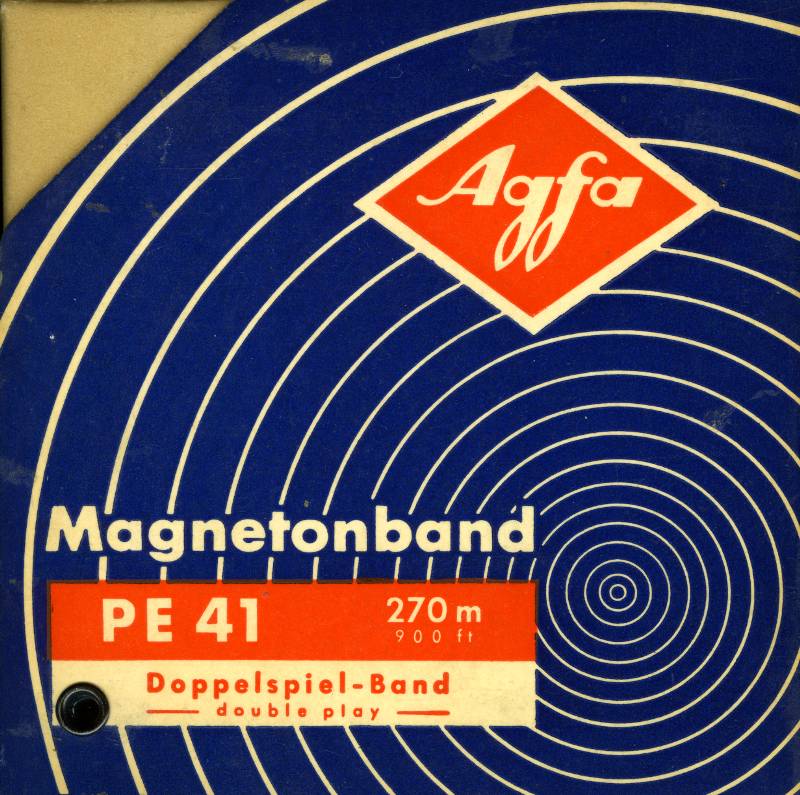 Agfa
Magnetonband
PE 41
270 m
900 ft
Doppelspiel-Band
double play